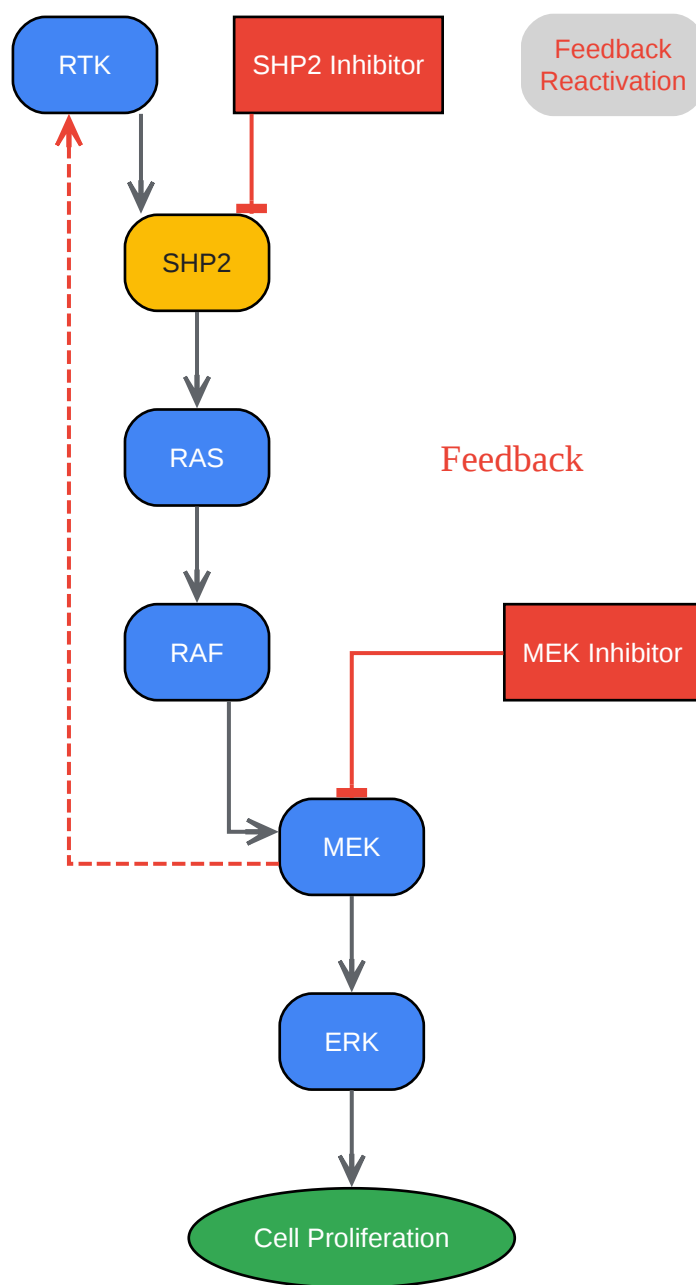 RTK
SHP2 Inhibitor
Feedback
Reactivation
SHP2
RAS
Feedback
RAF
MEK Inhibitor
MEK
ERK
Cell Proliferation